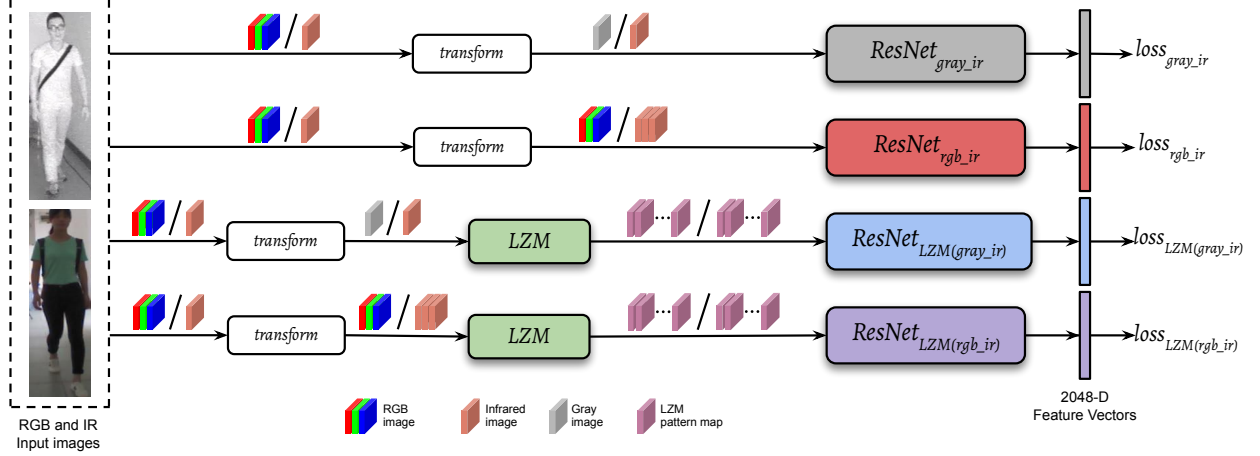 transform
ResNet gray_ir
loss gray_ir
transform
ResNet rgb_ir
loss rgb_ir
transform
LZM
ResNet LZM(gray_ir)
loss LZM(gray_ir)
transform
LZM
ResNet LZM(rgb_ir)
loss LZM(rgb_ir)
RGB and IR
Input images
RGB
image
Infrared
image
Gray
image
LZM
pattern map
2048-D
Feature Vectors